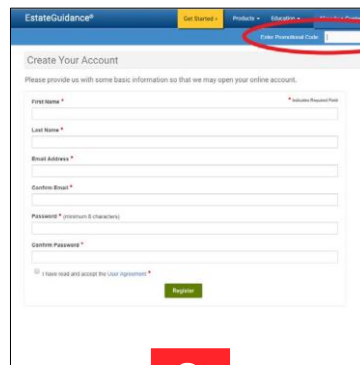 EstateGuidance®
Get Started »
Products
Education
Enter Promotional Code:
Create Your Account
Please provide us with some basic information so that we may open your online account.
* Indicates Required Field
First Name *
Last Name *
Email Address *
Confirm Email *
Password * (minimum 8 characters)
Confirm Password *
I have read and accept the User Agreement *
Register